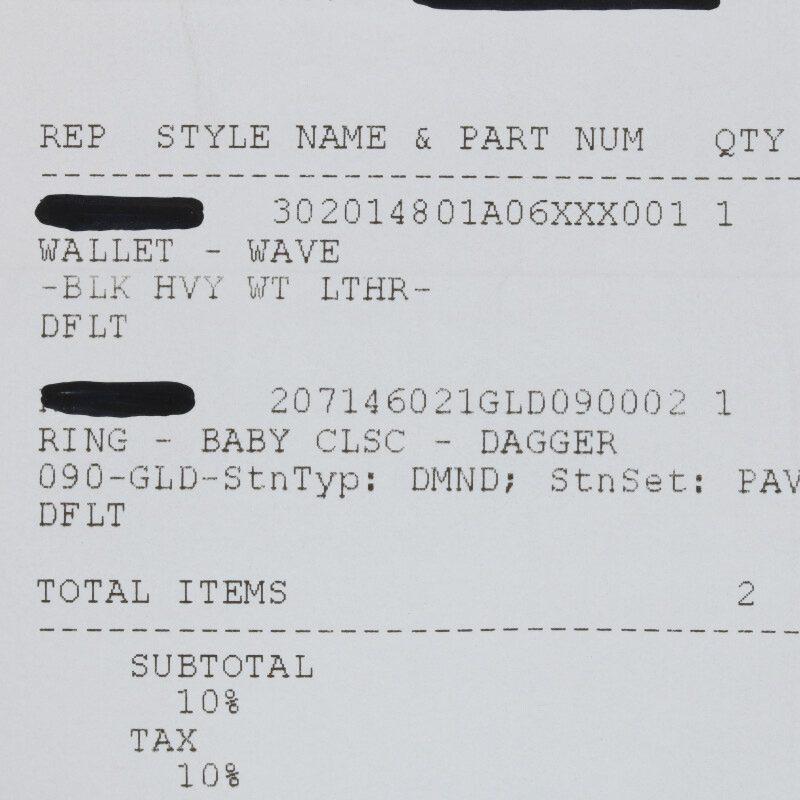 REP STYLE NAME & PART NUM QTY
302014801A06XXX001 1
WALLET - WAVE
-BLK HVY WT LTHR-
DFLT
207146021GLD090002 1
RING - BABY CLSC - DAGGER
090-GLD-StnTyp: DMND; StnSet: PAV
DFLT
TOTAL ITEMS 2
SUBTOTAL
10%
TAX
10%